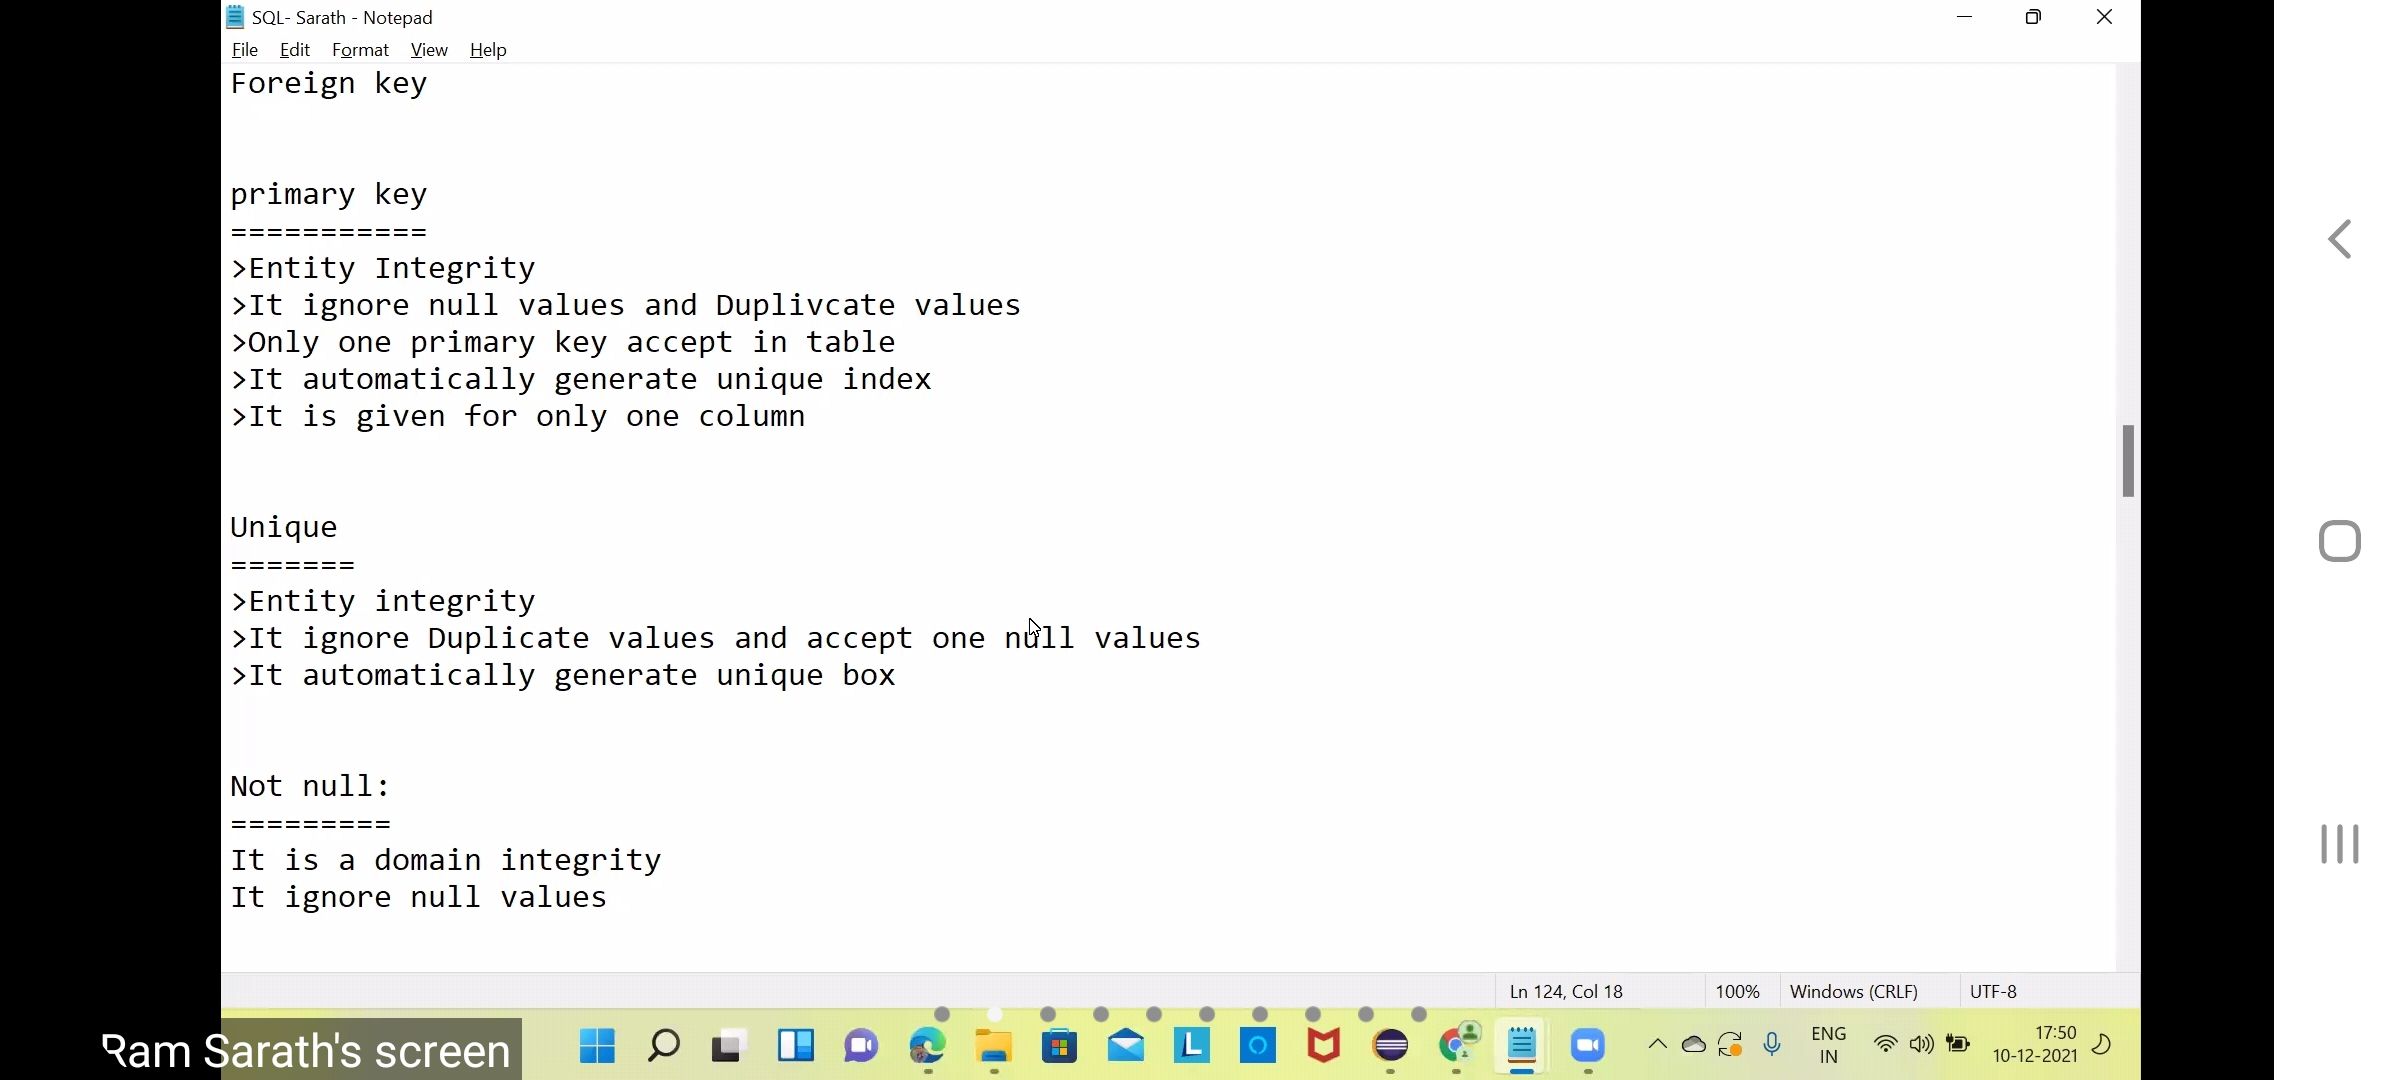 SQL- Sarath - Notepad
File Edit Format View Help
Foreign key
primary key
===========
>Entity Integrity
>It ignore null values and Duplivcate values
>Only one primary key accept in table
>It automatically generate unique index
>It is given for only one column
Unique
=======
>Entity integrity
>It ignore Duplicate values and accept one null values
>It automatically generate unique box
Not null:
=========
It is a domain integrity
It ignore null values
Ln 124, Col 18 100% Windows (CRLF) UTF-8
Ram Sarath's screen
L
ENG
IN
17:50
10-12-2021